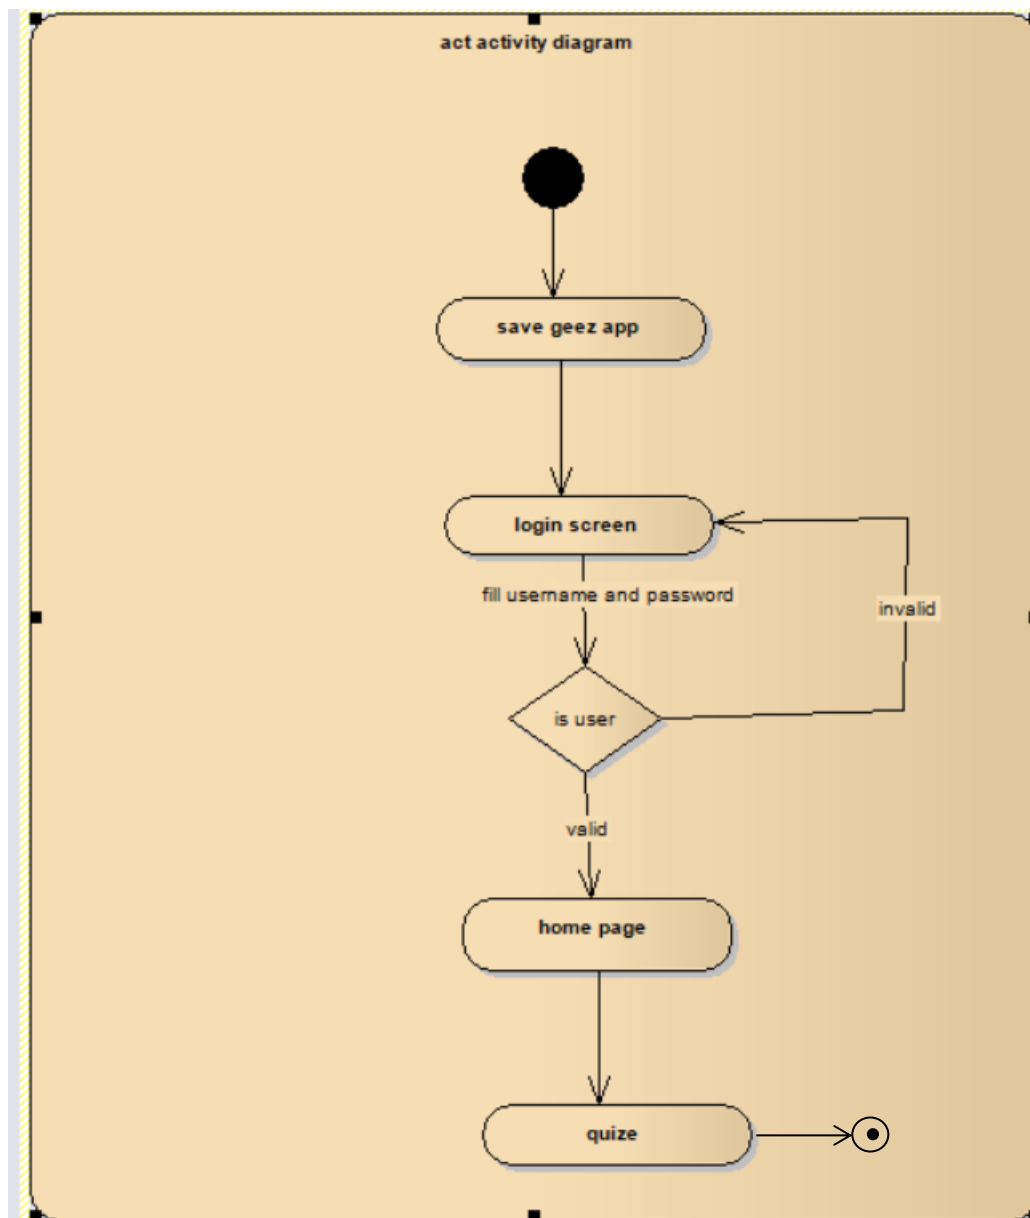 act activity diagram
save geez app
login screen
fill username and password
invalid
is user
valid
home page
quize